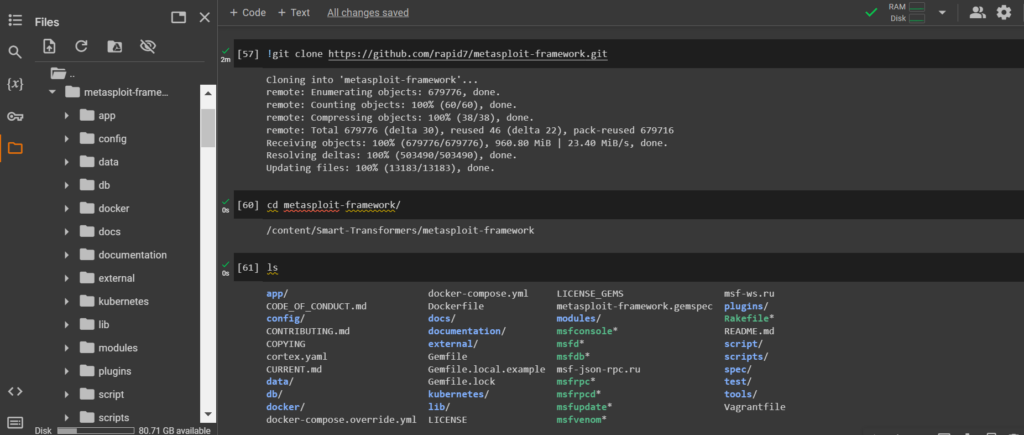 Files
..
metasploit-frame...
app
config
data
db
docker
docs
documentation
external
kubernetes
lib
modules
plugins
script
scripts
Disk 80.71 GB available
+ Code + Text All changes saved
RAM
Disk
2m
[57] !git clone https://github.com/rapid7/metasploit-framework.git
Cloning into 'metasploit-framework'...
remote: Enumerating objects: 679776, done.
remote: Counting objects: 100% (60/60), done.
remote: Compressing objects: 100% (38/38), done.
remote: Total 679776 (delta 30), reused 46 (delta 22), pack-reused 679716
Receiving objects: 100% (679776/679776), 960.80 MiB | 23.40 MiB/s, done.
Resolving deltas: 100% (503490/503490), done.
Updating files: 100% (13183/13183), done.
0s
[60] cd metasploit-framework/
/content/Smart-Transformers/metasploit-framework
0s
[61] ls
app/ docker-compose.yml LICENSE_GEMS msf-ws.ru
CODE_OF_CONDUCT.md Dockerfile metasploit-framework.gemspec plugins/
config/ docs/ modules/ Rakefile*
CONTRIBUTING.md documentation/ msfconsole* README.md
COPYING external/ msfd* script/
cortex.yaml Gemfile msfdb* scripts/
CURRENT.md Gemfile.local.example msf-json-rpc.ru spec/
data/ Gemfile.lock msfrpc* test/
db/ kubernetes/ msfrpcd* tools/
docker/ lib/ msfupdate* Vagrantfile
docker-compose.override.yml LICENSE msfvenom*